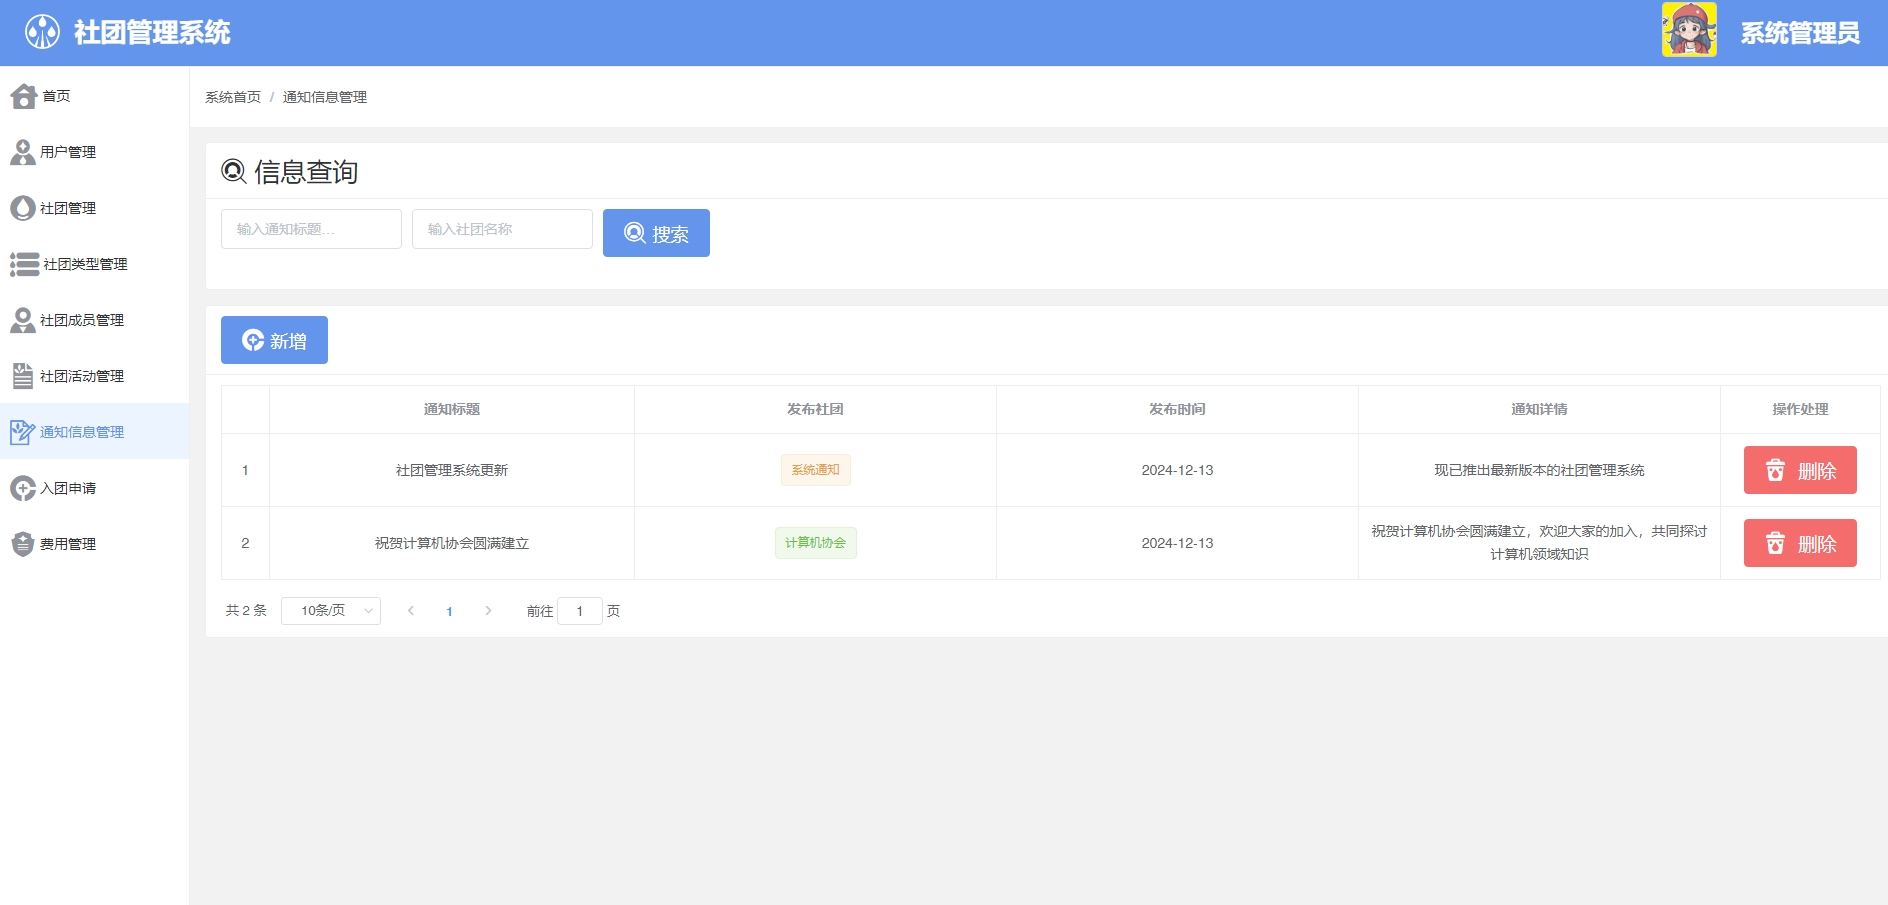 社团管理系统
系统管理员
首页
用户管理
社团管理
社团类型管理
社团成员管理
社团活动管理
通知信息管理
入团申请
费用管理
系统首页 / 通知信息管理
信息查询
输入通知标题...
输入社团名称
搜索
新增
通知标题 发布社团 发布时间 通知详情 操作处理
1 社团管理系统更新 系统通知 2024-12-13 现已推出最新版本的社团管理系统 删除
2 祝贺计算机协会圆满建立 计算机协会 2024-12-13 祝贺计算机协会圆满建立，欢迎大家的加入，共同探讨
计算机领域知识 删除
共 2 条 10条/页 1 前往 1 页